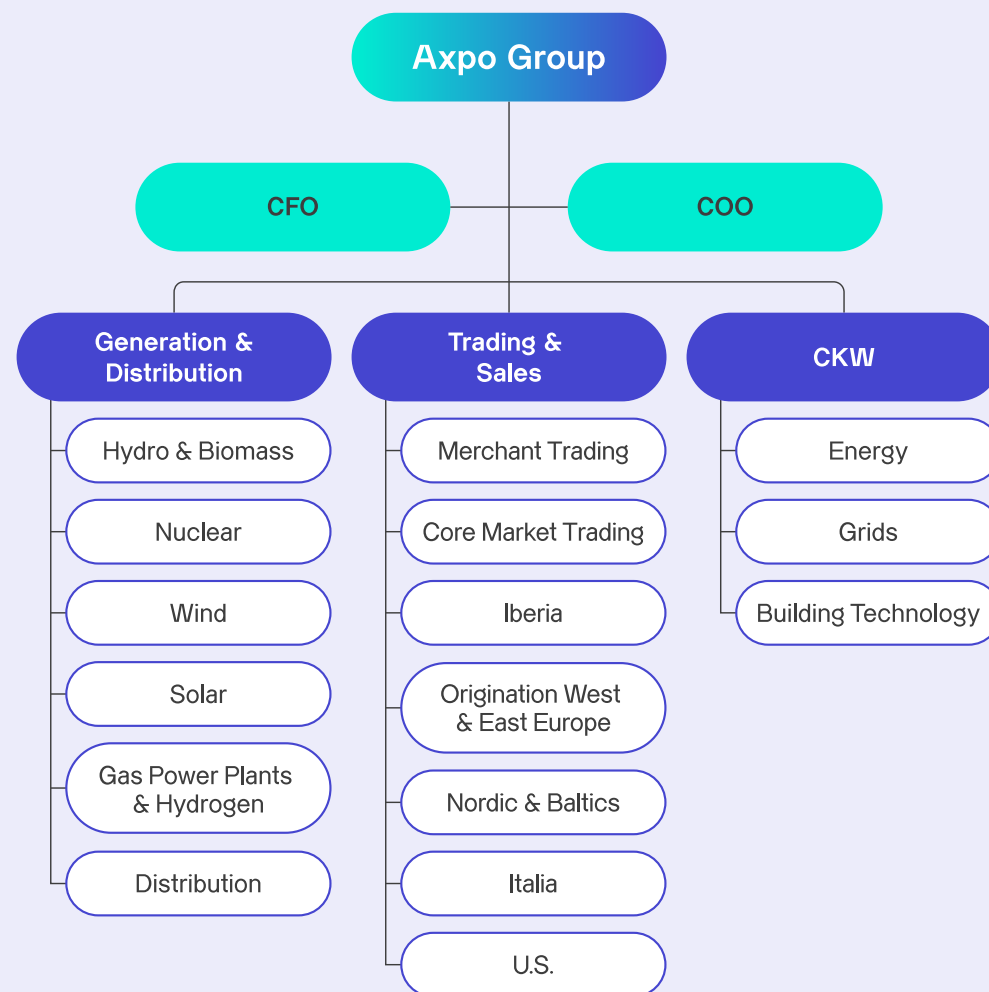 Axpo Group
CFO
COO
Generation &
Distribution
Hydro & Biomass
Nuclear
Wind
Solar
Gas Power Plants
& Hydrogen
Distribution
Trading &
Sales
Merchant Trading
Core Market Trading
Iberia
Origination West
& East Europe
Nordic & Baltics
Italia
U.S.
CKW
Energy
Grids
Building Technology